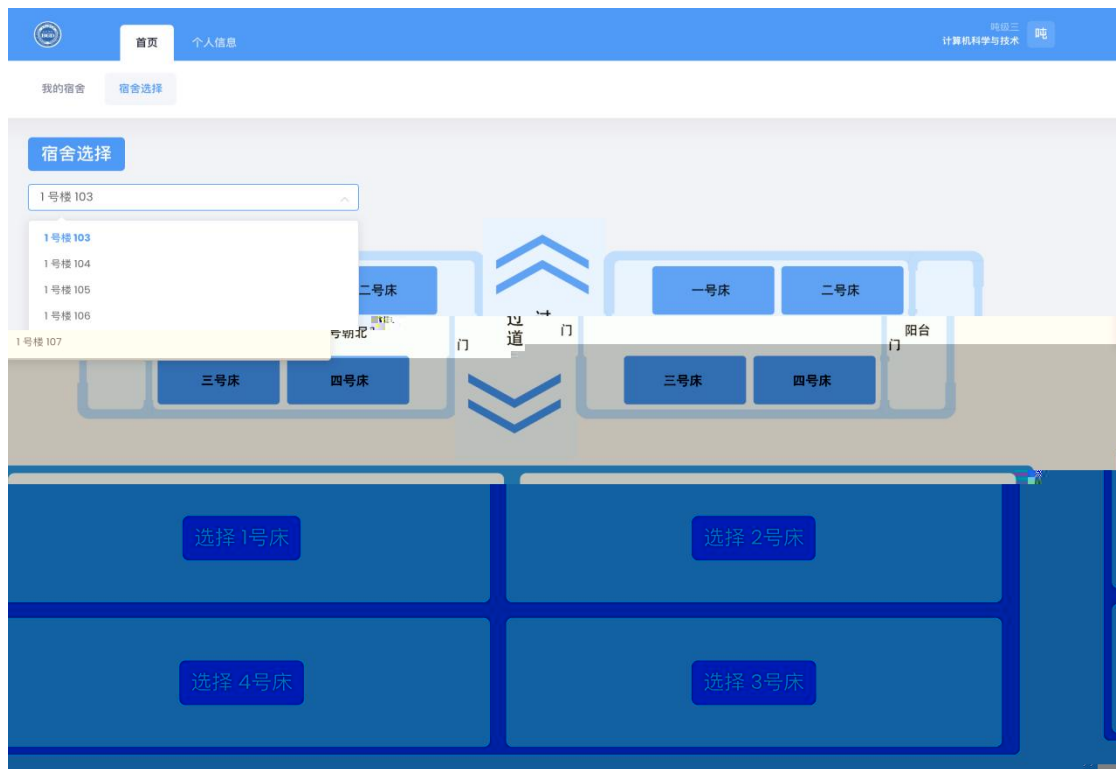 首页
个人信息
吨级三
计算机科学与技术
吨
我的宿舍
宿舍选择
宿舍选择
1号楼 103
1号楼 103
1号楼 104
1号楼 105
1号楼 106
1号楼 107
二号床
一号床
二号床
号朝北
门
过
道
门
阳台
门
三号床
四号床
三号床
四号床
选择 1号床
选择 2号床
选择 4号床
选择 3号床